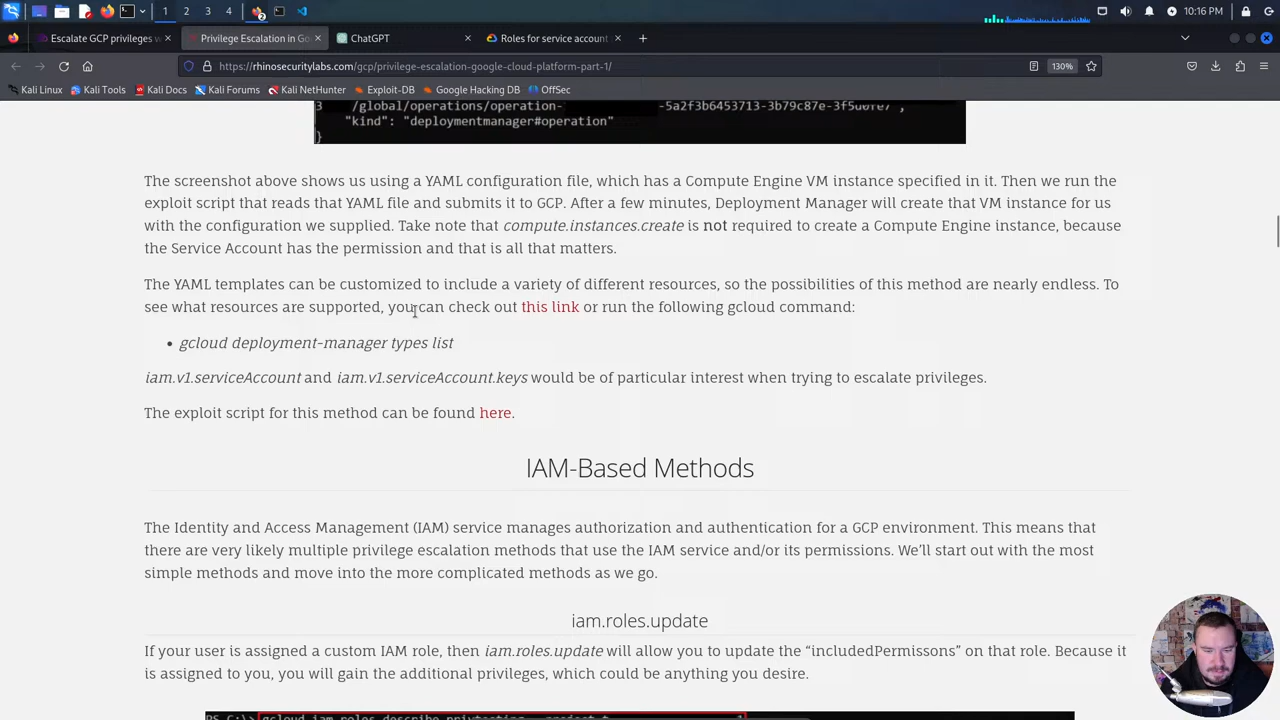 1 2 3 4 2 10:16 PM
Escalate GCP privileges w Privilege Escalation in Go ChatGPT Roles for service account
https://rhinosecuritylabs.com/gcp/privilege-escalation-google-cloud-platform-part-1/ 130%
Kali Linux Kali Tools Kali Docs Kali Forums Kali NetHunter Exploit-DB Google Hacking DB OffSec
3 /global/operations/operation- -5a2f3b6453713-3b79c87e-3f5d0fe7",
"kind": "deploymentmanager#operation"
}
The screenshot above shows us using a YAML configuration file, which has a Compute Engine VM instance specified in it. Then we run the
exploit script that reads that YAML file and submits it to GCP. After a few minutes, Deployment Manager will create that VM instance for us
with the configuration we supplied. Take note that compute.instances.create is not required to create a Compute Engine instance, because
the Service Account has the permission and that is all that matters.
The YAML templates can be customized to include a variety of different resources, so the possibilities of this method are nearly endless. To
see what resources are supported, you can check out this link or run the following gcloud command:
• gcloud deployment-manager types list
iam.v1.serviceAccount and iam.v1.serviceAccount.keys would be of particular interest when trying to escalate privileges.
The exploit script for this method can be found here.
IAM-Based Methods
The Identity and Access Management (IAM) service manages authorization and authentication for a GCP environment. This means that
there are very likely multiple privilege escalation methods that use the IAM service and/or its permissions. We'll start out with the most
simple methods and move into the more complicated methods as we go.
iam.roles.update
If your user is assigned a custom IAM role, then iam.roles.update will allow you to update the “includedPermissons” on that role. Because it
is assigned to you, you will gain the additional privileges, which could be anything you desire.